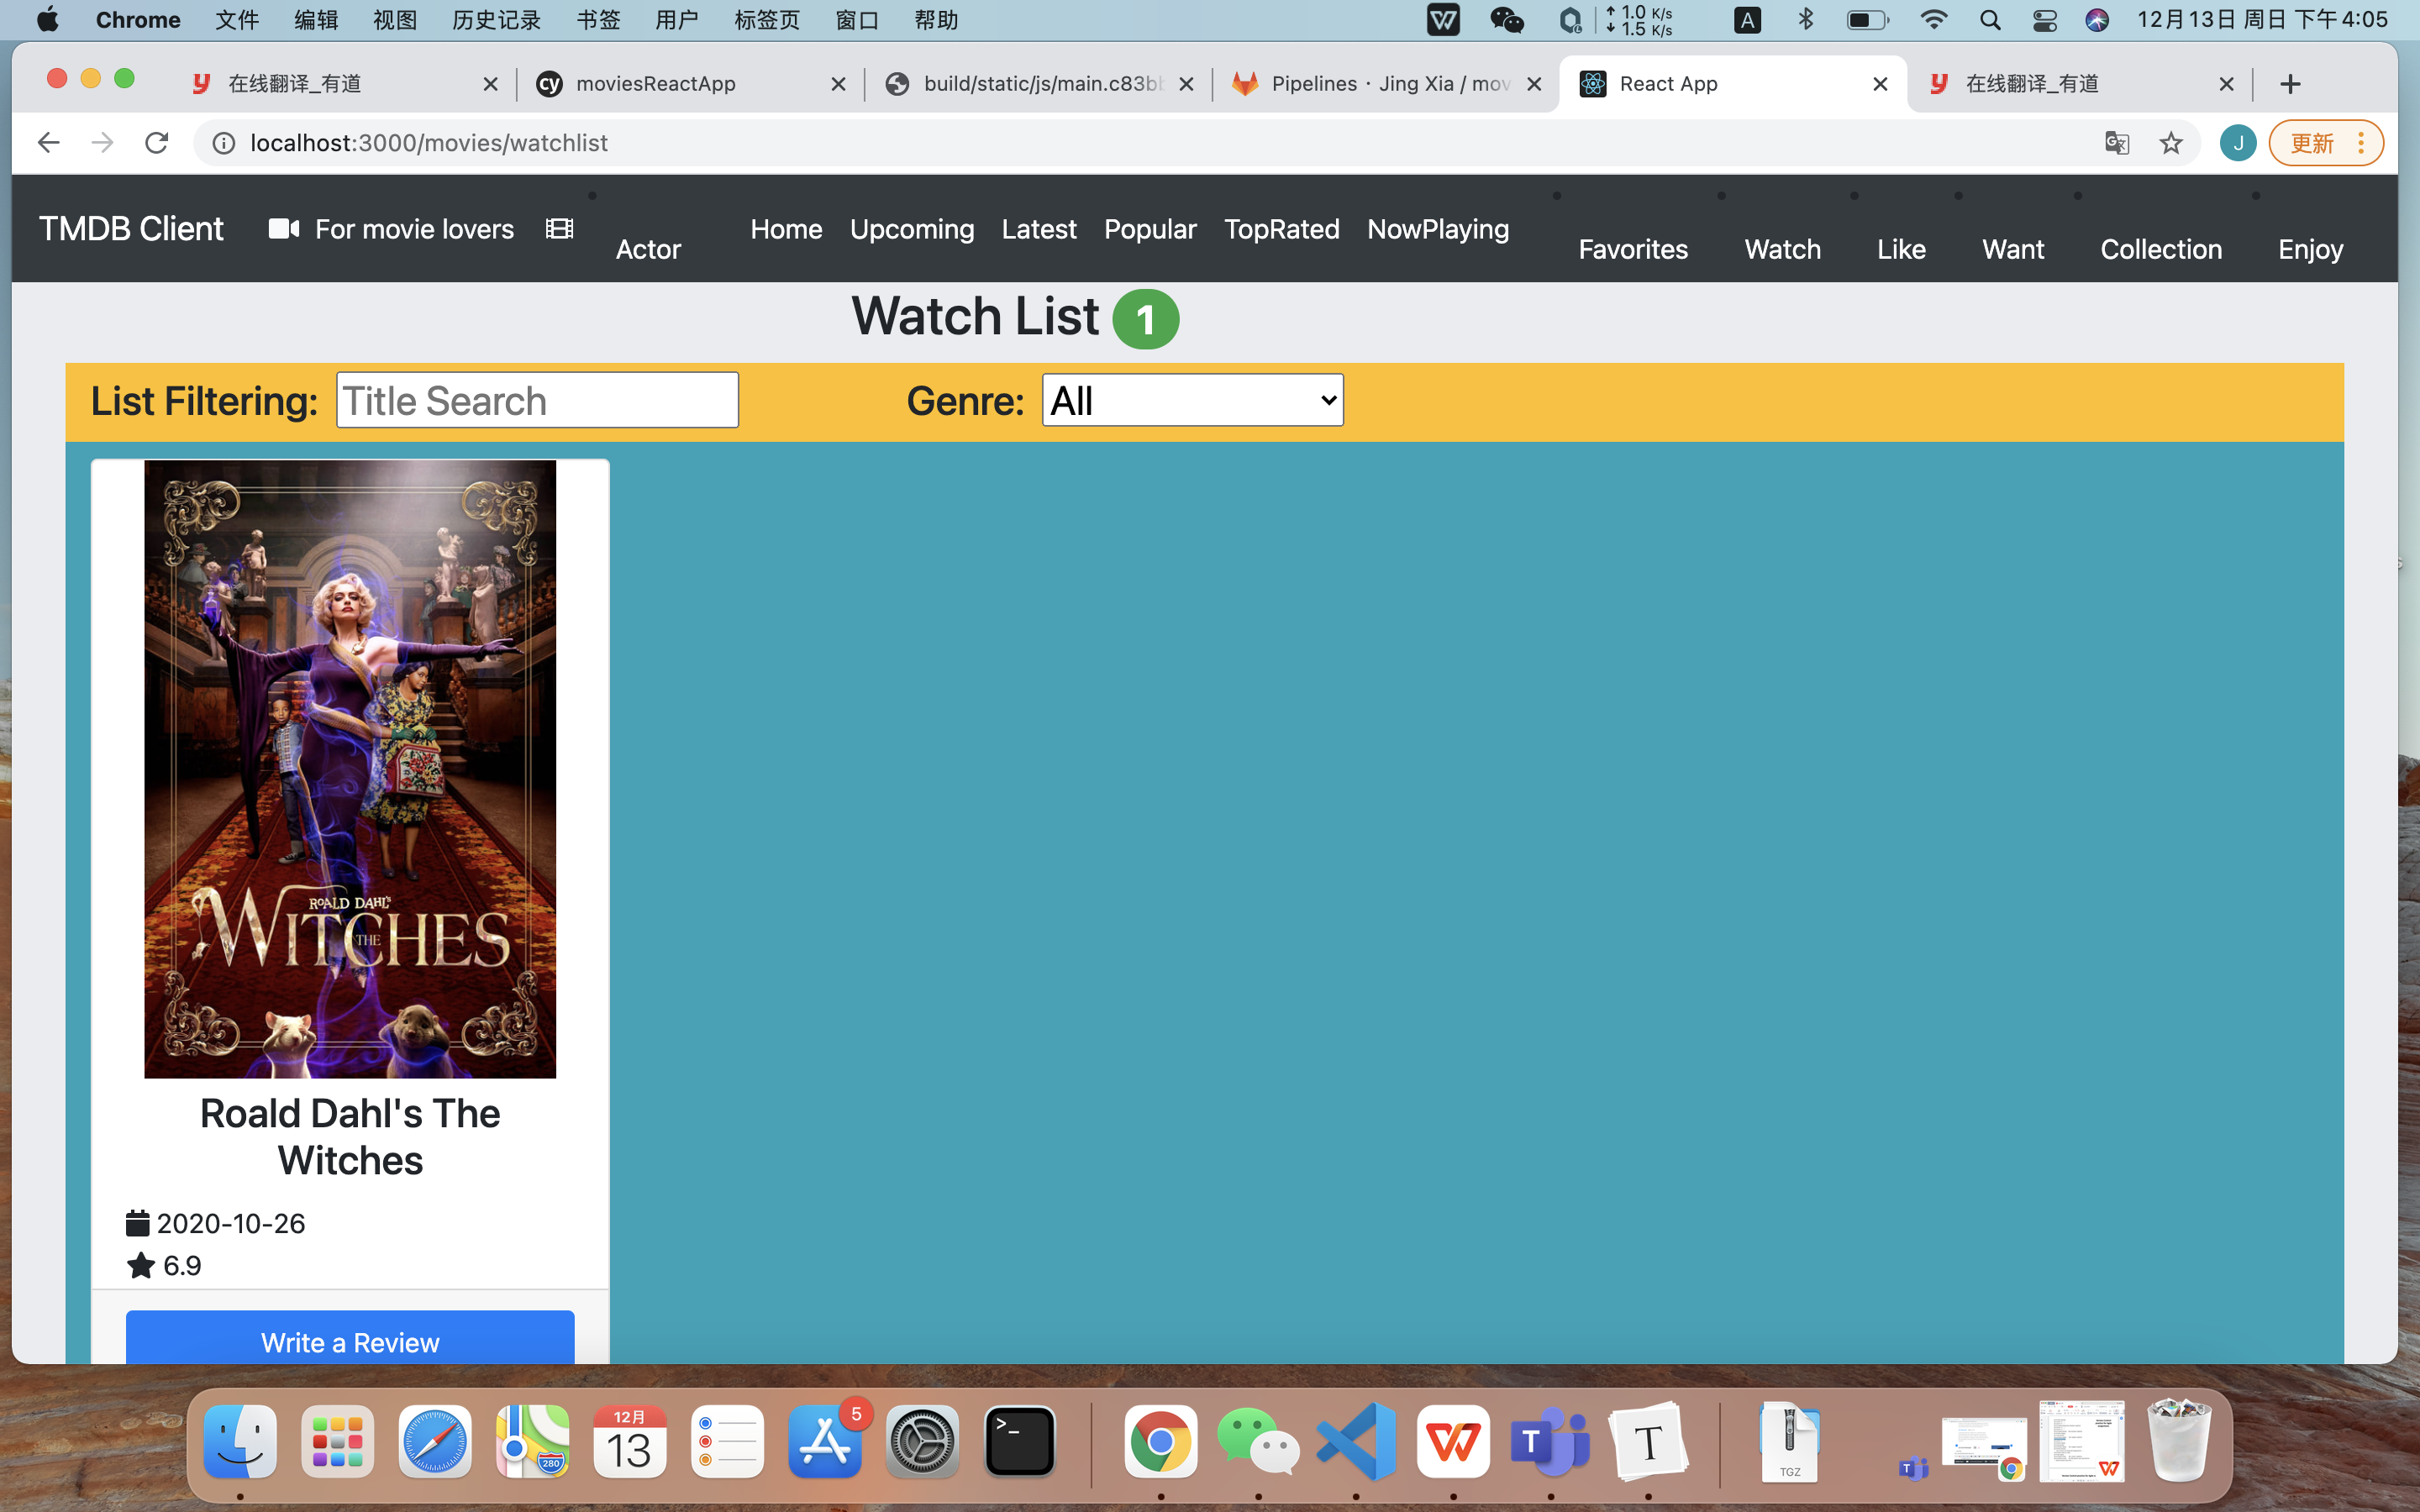 Chrome 文件 编辑 视图 历史记录 书签 用户 标签页 窗口 帮助 1.0 K/s 1.5 K/s A 12月13日 周日 下午4:05
在线翻译_有道 cy moviesReactApp build/static/js/main.c83b Pipelines · Jing Xia / mov React App 在线翻译_有道
localhost:3000/movies/watchlist J 更新
TMDB Client For movie lovers Actor Home Upcoming Latest Popular TopRated NowPlaying Favorites Watch Like Want Collection Enjoy
Watch List 1
List Filtering: Title Search Genre: All
ROALD DAHL'S
THE WITCHES
Roald Dahl's The
Witches
2020-10-26
6.9
Write a Review
280
12月
13
5
T
T
TGZ